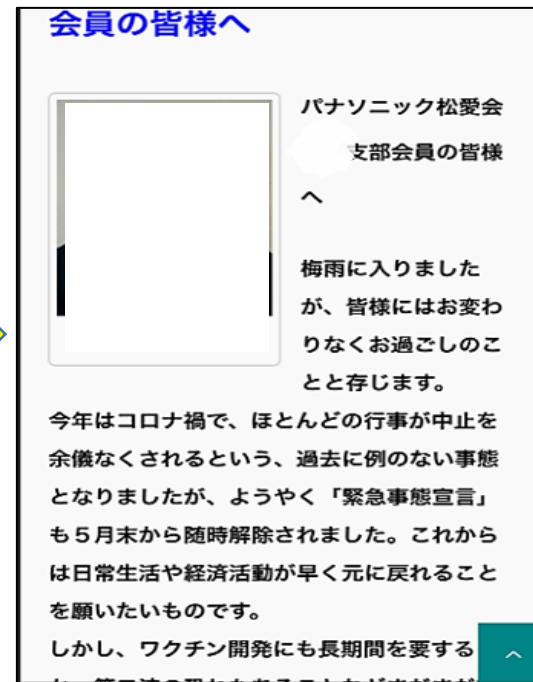 会員の皆様へ
パナソニック松愛会
支部会員の皆様
へ
梅雨に入りました
が、皆様にはお変わ
りなくお過ごしのこ
とと存じます。
今年はコロナ禍で、ほとんどの行事が中止を
余儀なくされるという、過去に例のない事態
となりましたが、ようやく「緊急事態宣言」
も５月末から随時解除されました。これから
は日常生活や経済活動が早く元に戻れること
を願いたいものです。
しかし、ワクチン開発にも長期間を要する